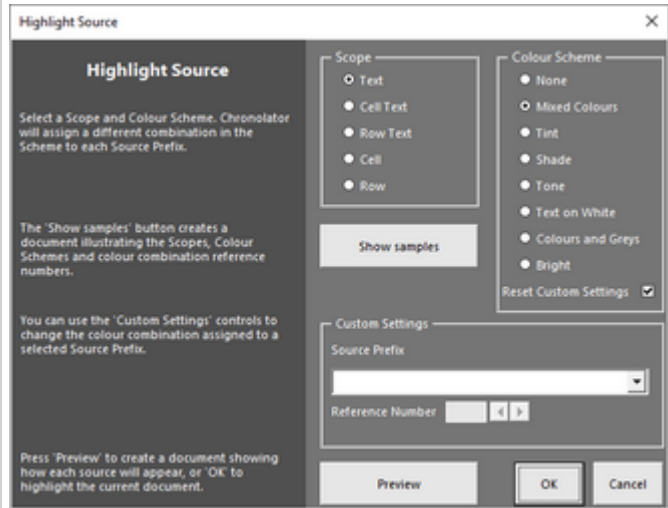 Highlight Source
Highlight Source
Select a Scope and Colour Scheme. Chronolator
will assign a different combination in the
Scheme to each Source Prefix.
The 'Show samples' button creates a
document illustrating the Scopes, Colour
Schemes and colour combination reference
numbers.
You can use the 'Custom Settings' controls to
change the colour combination assigned to a
selected Source Prefix.
Press 'Preview' to create a document showing
how each source will appear, or 'OK' to
highlight the current document.
Scope
Text
Cell Text
Row Text
Cell
Row
Show samples
Colour Scheme
None
Mixed Colours
Tint
Shade
Tone
Text on White
Colours and Greys
Bright
Reset Custom Settings
Custom Settings
Source Prefix
Reference Number
Preview
OK
Cancel